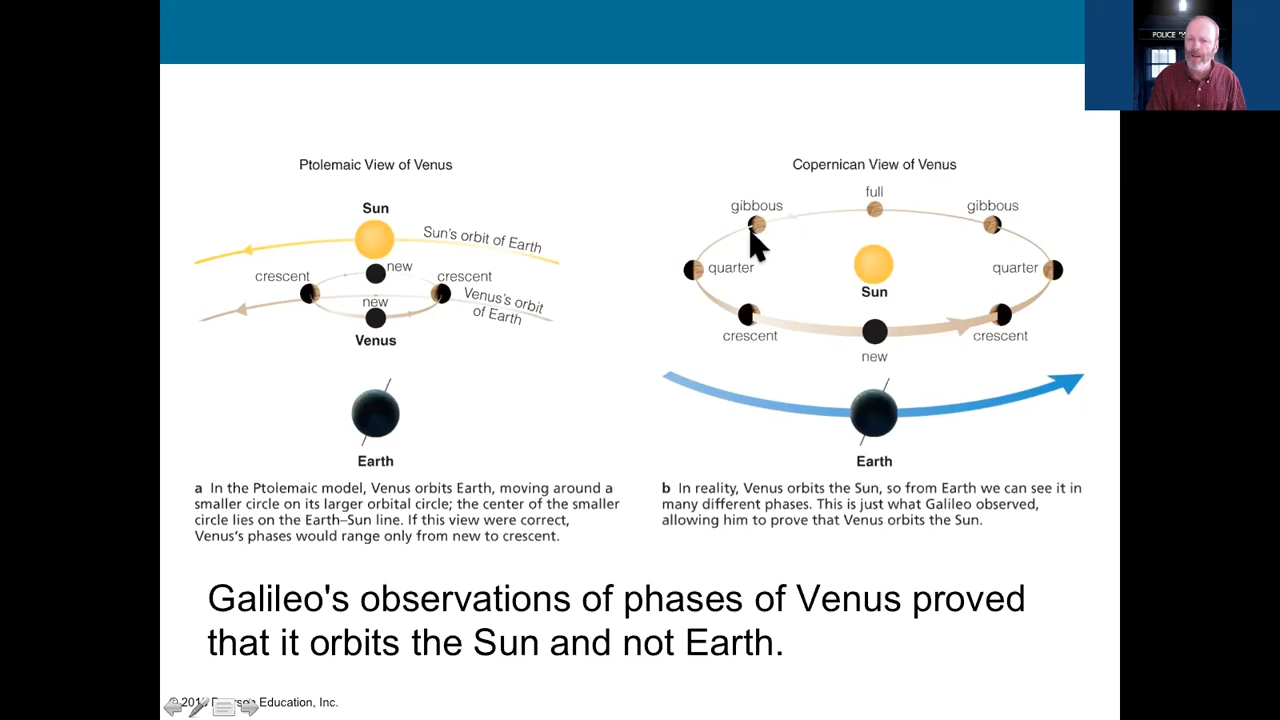 POLICE
Ptolemaic View of Venus
Sun
Sun's orbit of Earth
new
crescent
crescent
new
Venus's orbit
of Earth
Venus
Earth
a In the Ptolemaic model, Venus orbits Earth, moving around a
smaller circle on its larger orbital circle; the center of the smaller
circle lies on the Earth–Sun line. If this view were correct,
Venus's phases would range only from new to crescent.
Copernican View of Venus
full
gibbous
gibbous
quarter
quarter
Sun
crescent
crescent
new
Earth
b In reality, Venus orbits the Sun, so from Earth we can see it in
many different phases. This is just what Galileo observed,
allowing him to prove that Venus orbits the Sun.
Galileo's observations of phases of Venus proved
that it orbits the Sun and not Earth.
Education, Inc.